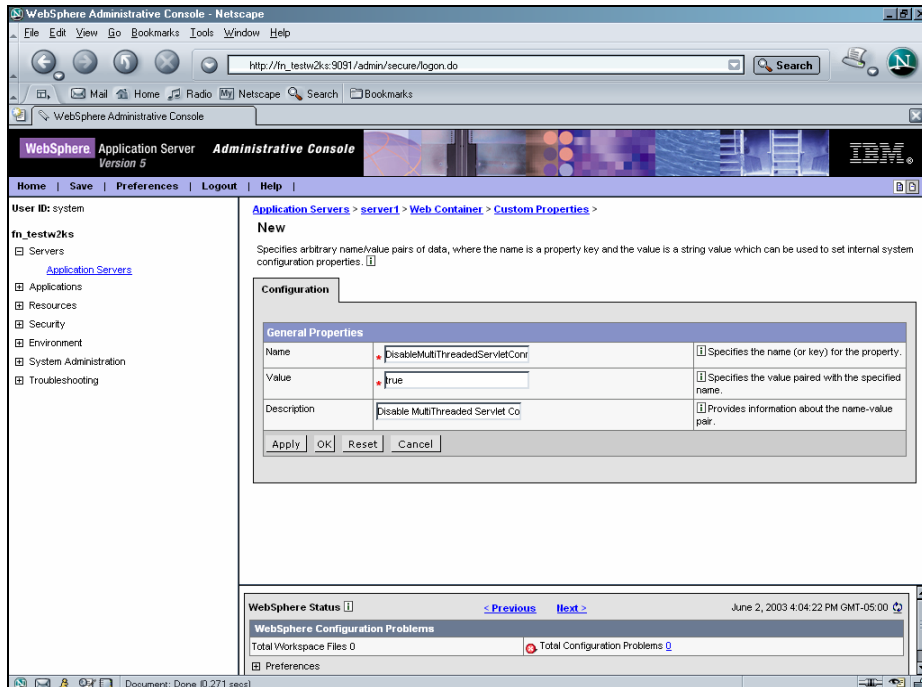 WebSphere Administrative Console - Netscape
File Edit View Go Bookmarks Tools Window Help
http://fn_testw2ks:9091/admin/secure/logon.do
Search
N
Mail Home Radio My Netscape Search Bookmarks
WebSphere Administrative Console
WebSphere Application Server Administrative Console
Version 5
IBM
Home | Save | Preferences | Logout | Help |
User ID: system
fn_testw2ks
Servers
Application Servers
Applications
Resources
Security
Environment
System Administration
Troubleshooting
Application Servers > server1 > Web Container > Custom Properties >
New
Specifies arbitrary name/value pairs of data, where the name is a property key and the value is a string value which can be used to set internal system
configuration properties. i
Configuration
General Properties
Name * DisableMultiThreadedServletConr i Specifies the name (or key) for the property.
Value * true i Specifies the value paired with the specified
name.
Description Disable MultiThreaded Servlet Co i Provides information about the name-value
pair.
Apply OK Reset Cancel
WebSphere Status i < Previous Next > June 2, 2003 4:04:22 PM GMT-05:00
WebSphere Configuration Problems
Total Workspace Files 0 Total Configuration Problems 0
Preferences
Document: Done (0.271 secs)